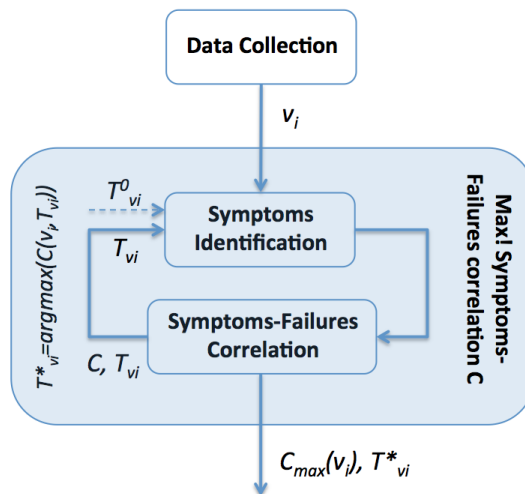 Data Collection
v_i
T*_vi=argmax(C(v_i, T_vi))
T^0_vi
T_vi
Symptoms
Identification
Max! Symptoms-
Failures correlation C
Symptoms-Failures
Correlation
C, T_vi
C_max(v_i), T*_vi